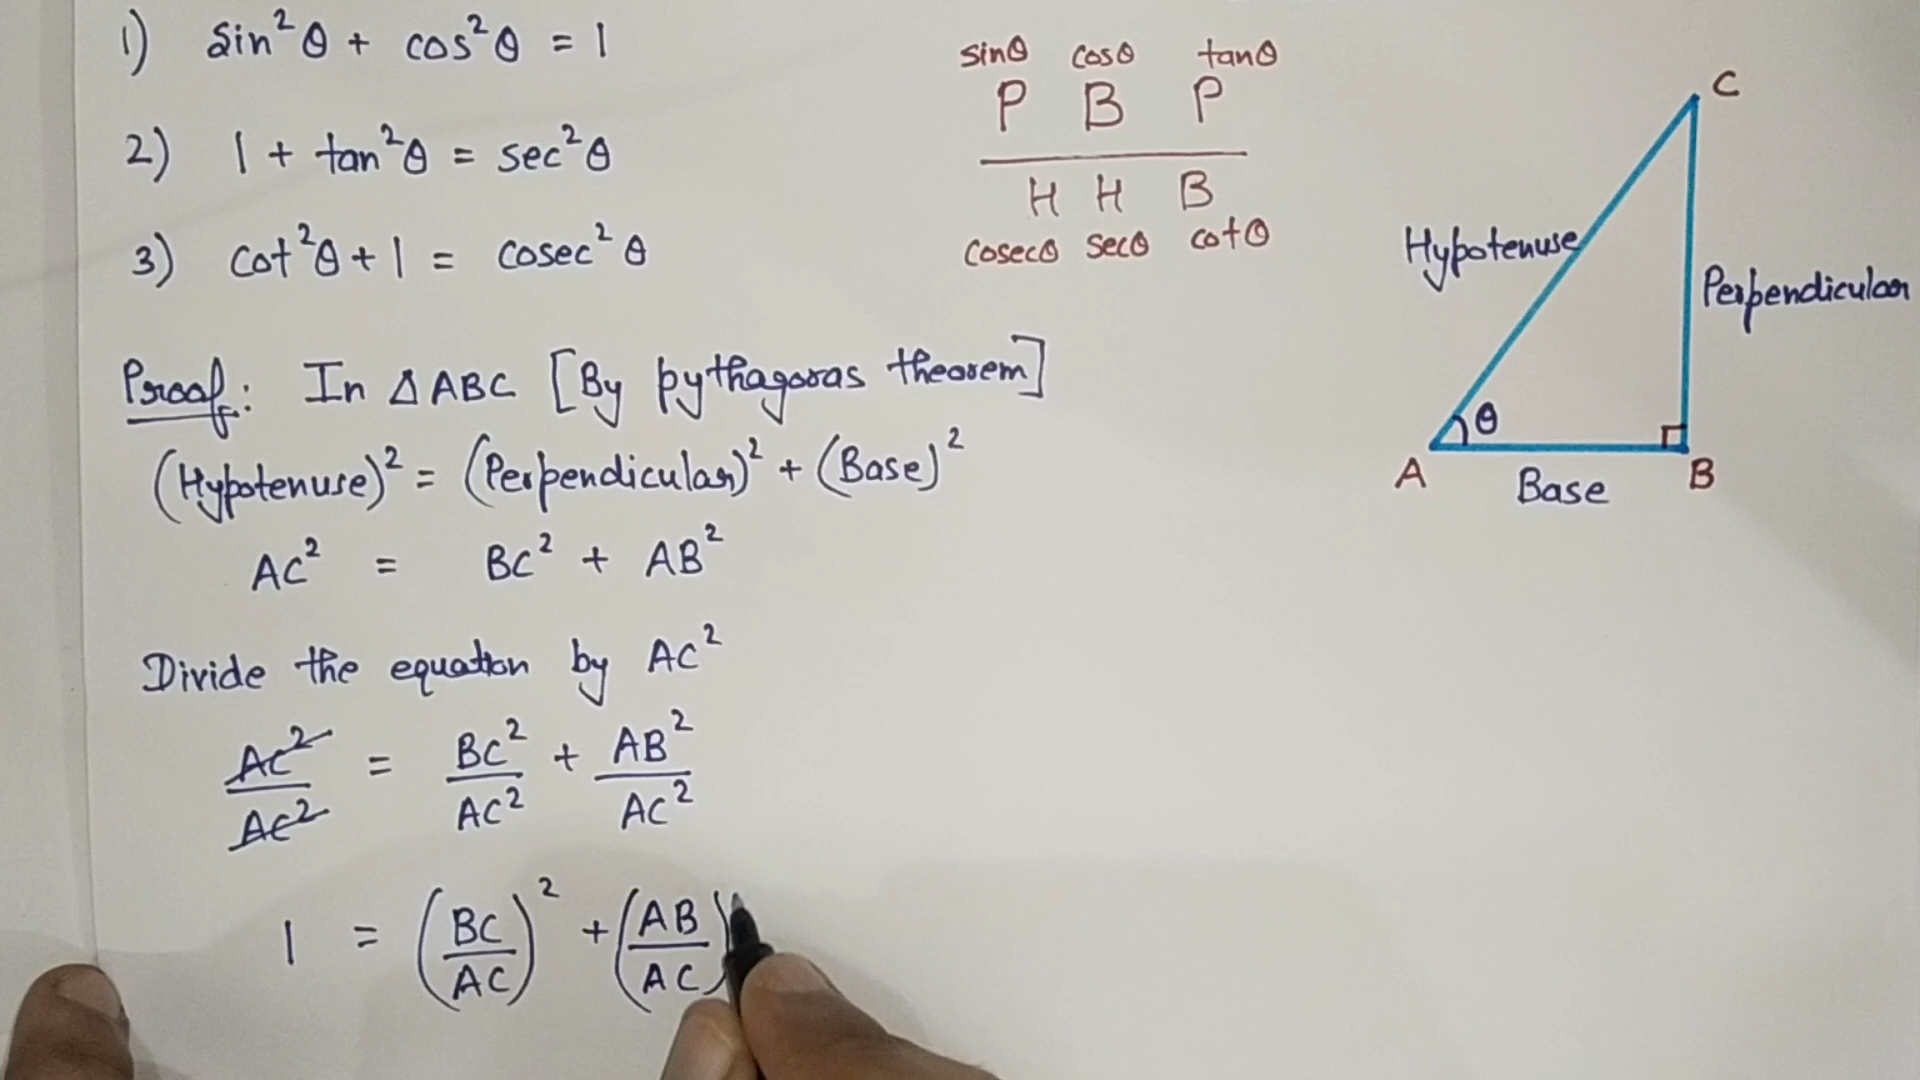 1) sin²θ + cos²θ = 1
2) 1 + tan²θ = sec²θ
3) cot²θ + 1 = cosec²θ
sinθ cosθ tanθ
P B P
H H B
cosecθ secθ cotθ
C
Hypotenuse
Perpendicular
θ
A B
Base
Proof: In ΔABC [By pythagoras theorem]
(Hypotenuse)² = (Perpendicular)² + (Base)²
AC² = BC² + AB²
Divide the equation by AC²
AC²/AC² = BC²/AC² + AB²/AC²
1 = (BC/AC)² + (AB/AC)